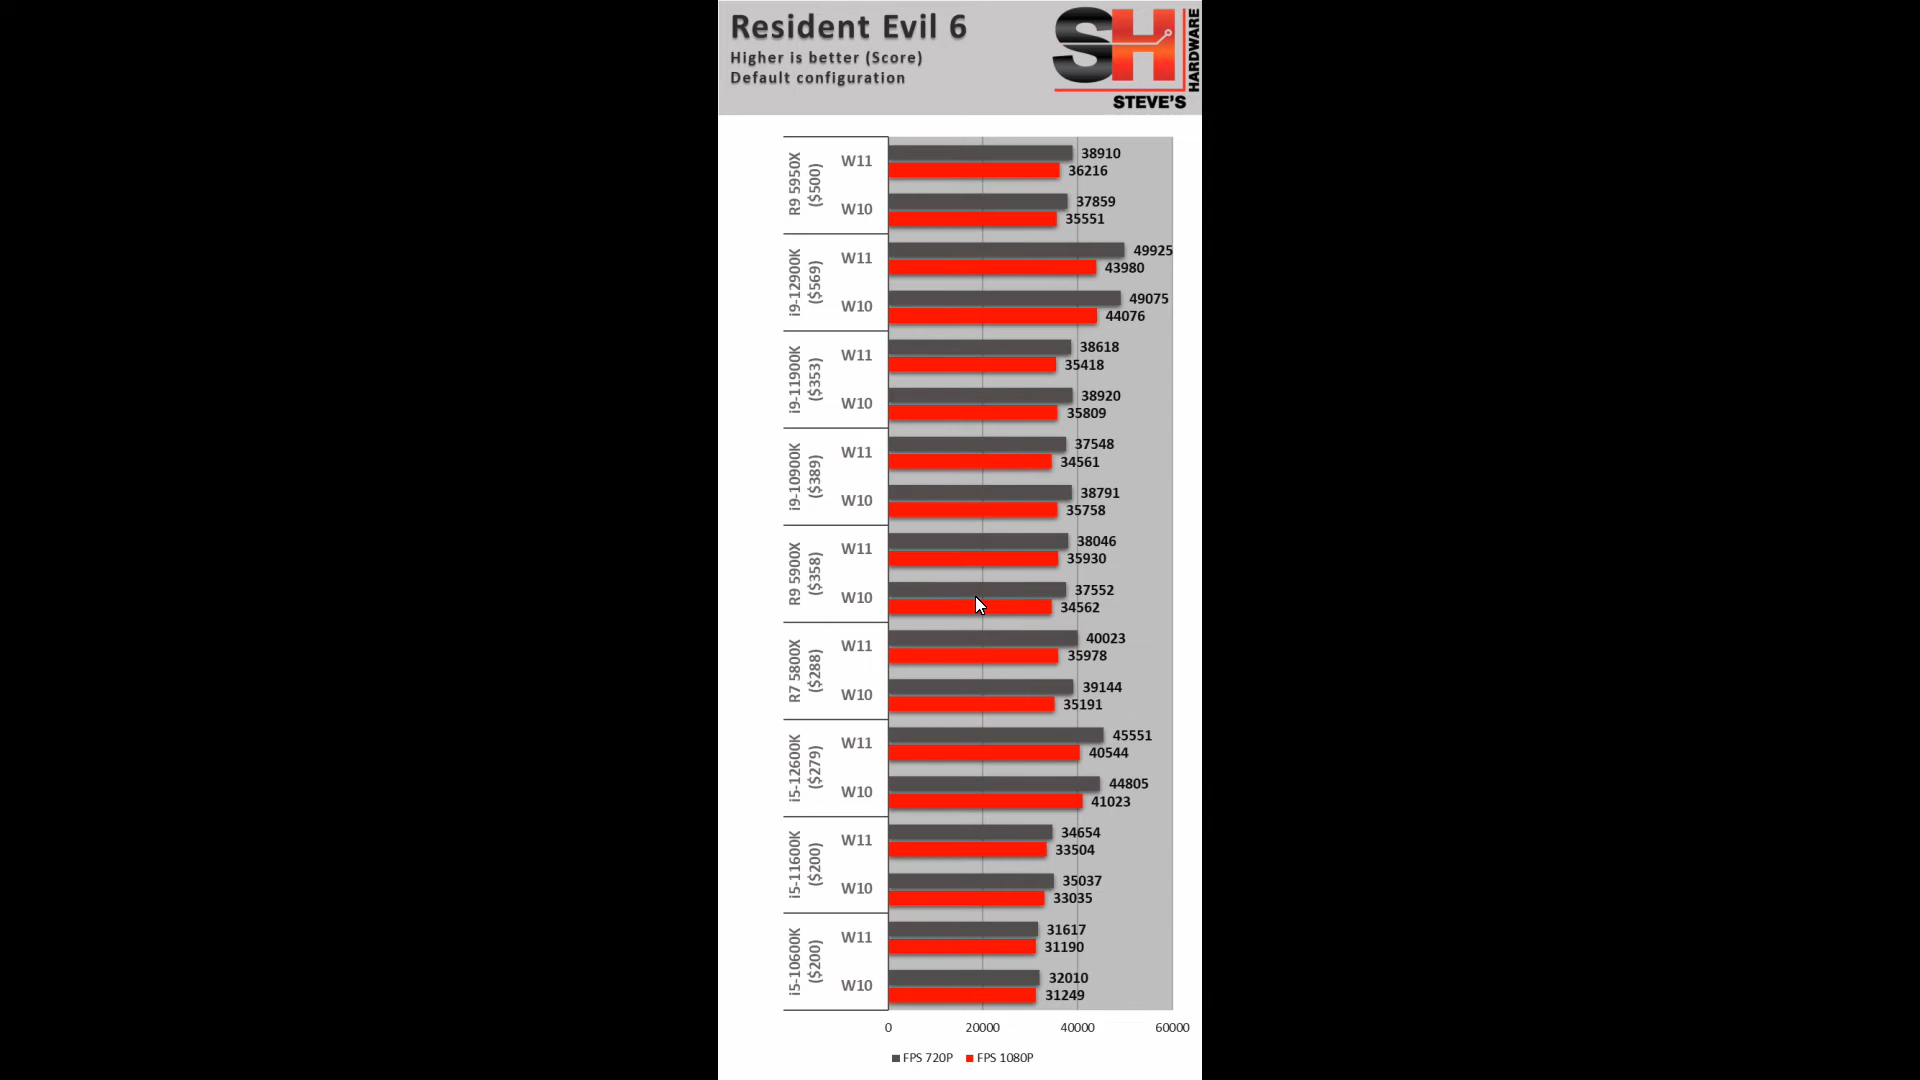 Resident Evil 6
Higher is better (Score)
Default configuration
SH
HARDWARE
STEVE'S
R9 5950X
($500)
W11
38910
36216
W10
37859
35551
i9-12900K
($569)
W11
49925
43980
W10
49075
44076
i9-11900K
($353)
W11
38618
35418
W10
38920
35809
i9-10900K
($389)
W11
37548
34561
W10
38791
35758
R9 5900X
($358)
W11
38046
35930
W10
37552
34562
R7 5800X
($288)
W11
40023
35978
W10
39144
35191
i5-12600K
($279)
W11
45551
40544
W10
44805
41023
i5-11600K
($200)
W11
34654
33504
W10
35037
33035
i5-10600K
($200)
W11
31617
31190
W10
32010
31249
0 20000 40000 60000
FPS 720P FPS 1080P